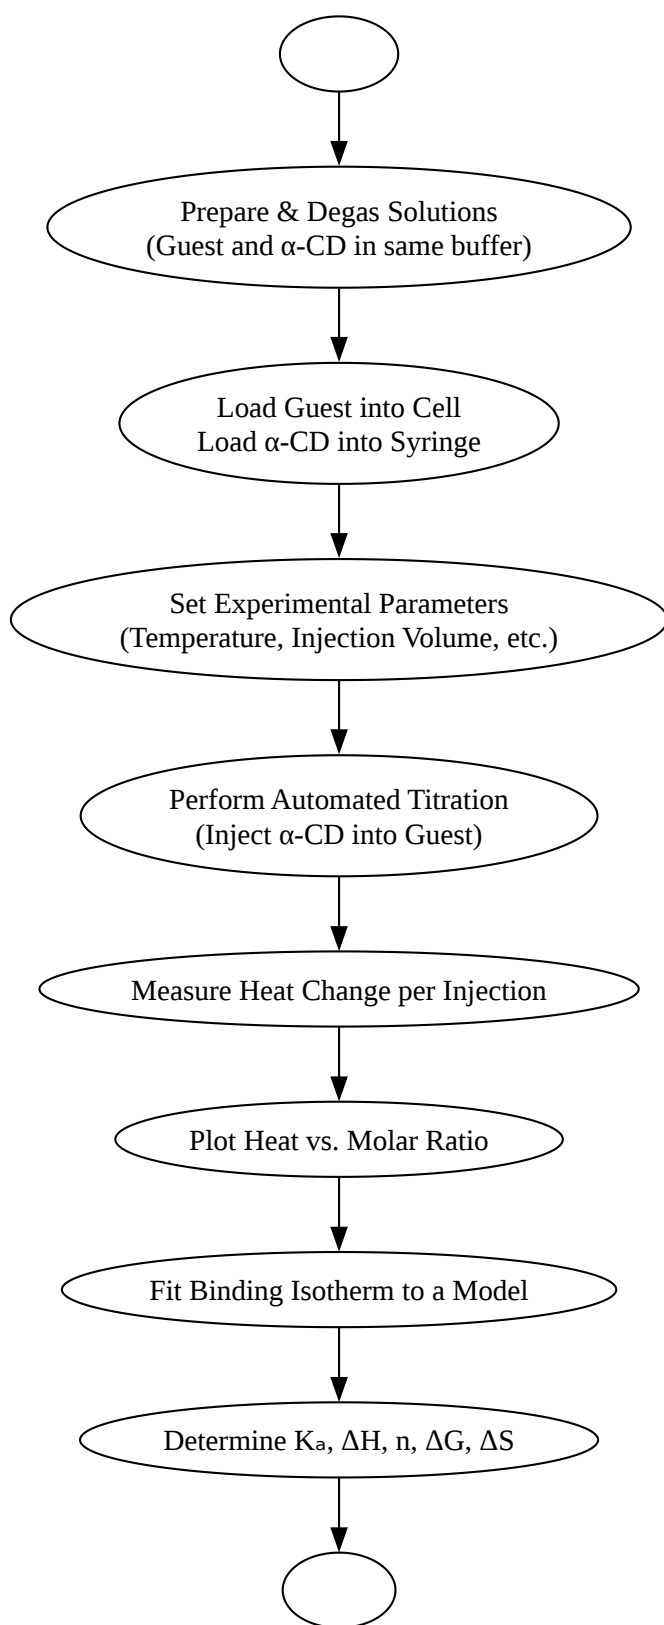 Prepare & Degas Solutions
(Guest and α-CD in same buffer)
Load Guest into Cell
Load α-CD into Syringe
Set Experimental Parameters
(Temperature, Injection Volume, etc.)
Perform Automated Titration
(Inject α-CD into Guest)
Measure Heat Change per Injection
Plot Heat vs. Molar Ratio
Fit Binding Isotherm to a Model
Determine Kₐ, ΔH, n, ΔG, ΔS